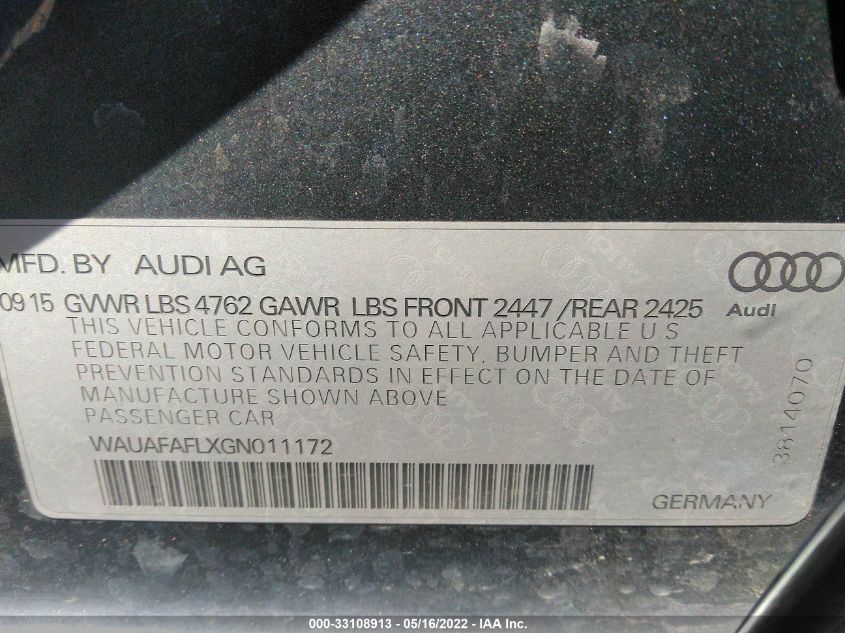 MFD. BY AUDI AG
09 15 GVWR LBS 4762 GAWR LBS FRONT 2447 /REAR 2425
Audi
THIS VEHICLE CONFORMS TO ALL APPLICABLE U.S
FEDERAL MOTOR VEHICLE SAFETY, BUMPER AND THEFT
PREVENTION STANDARDS IN EFFECT ON THE DATE OF
MANUFACTURE SHOWN ABOVE
PASSENGER CAR
WAUAFAFLXGN011172
3814070
GERMANY
000-33108913 - 05/16/2022 - IAA Inc.